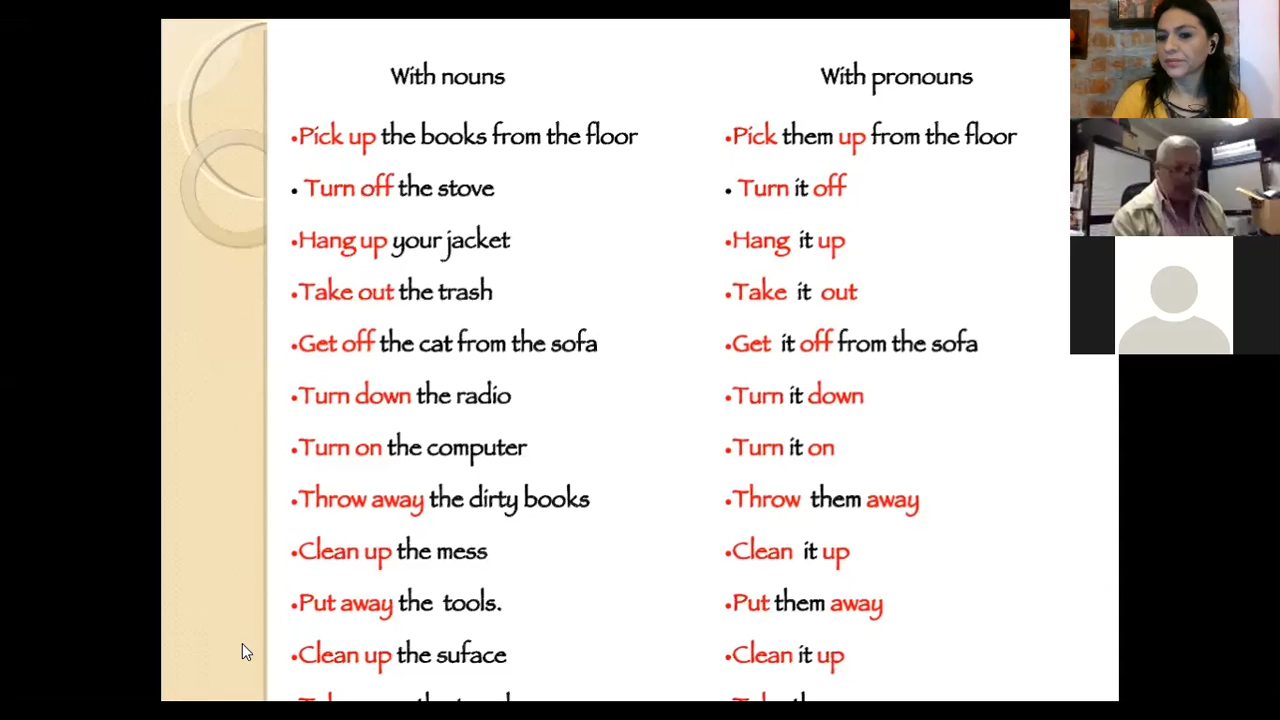 With nouns
With pronouns
•Pick up the books from the floor
•Pick them up from the floor
• Turn off the stove
• Turn it off
•Hang up your jacket
•Hang it up
•Take out the trash
•Take it out
•Get off the cat from the sofa
•Get it off from the sofa
•Turn down the radio
•Turn it down
•Turn on the computer
•Turn it on
•Throw away the dirty books
•Throw them away
•Clean up the mess
•Clean it up
•Put away the tools.
•Put them away
•Clean up the suface
•Clean it up